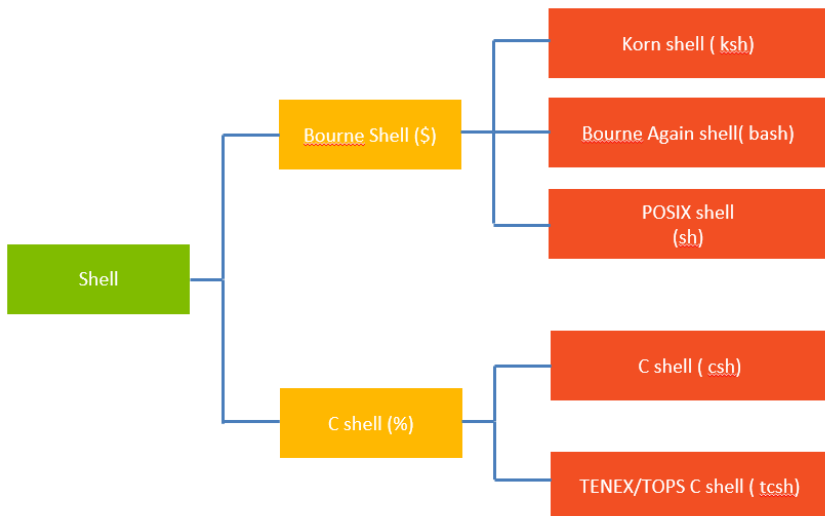 Shell
Bourne Shell ($)
Korn shell ( ksh)
Bourne Again shell( bash)
POSIX shell
(sh)
C shell (%)
C shell ( csh)
TENEX/TOPS C shell ( tcsh)